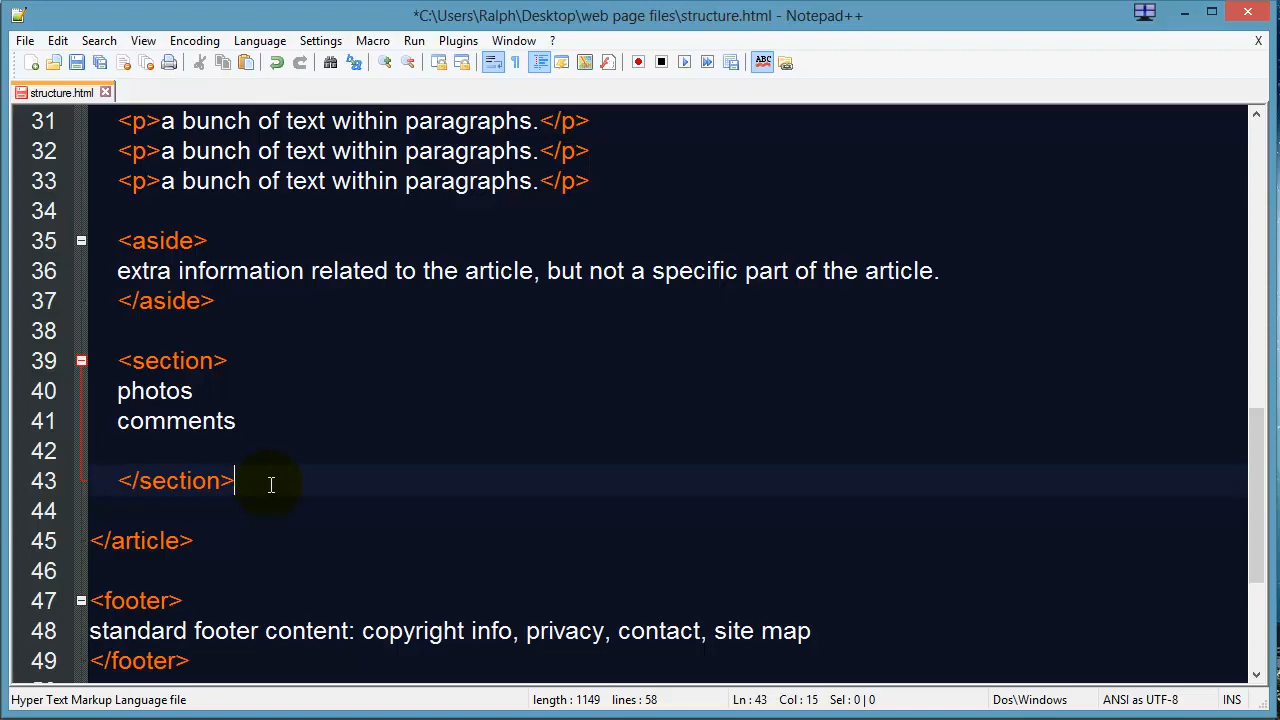 *C:\Users\Ralph\Desktop\web page files\structure.html - Notepad++
File Edit Search View Encoding Language Settings Macro Run Plugins Window ? X
structure.html
31 <p>a bunch of text within paragraphs.</p>
32 <p>a bunch of text within paragraphs.</p>
33 <p>a bunch of text within paragraphs.</p>
34
35 <aside>
36 extra information related to the article, but not a specific part of the article.
37 </aside>
38
39 <section>
40 photos
41 comments
42
43 </section>
44
45 </article>
46
47 <footer>
48 standard footer content: copyright info, privacy, contact, site map
49 </footer>
Hyper Text Markup Language file length : 1149 lines : 58 Ln : 43 Col : 15 Sel : 0 | 0 Dos\Windows ANSI as UTF-8 INS